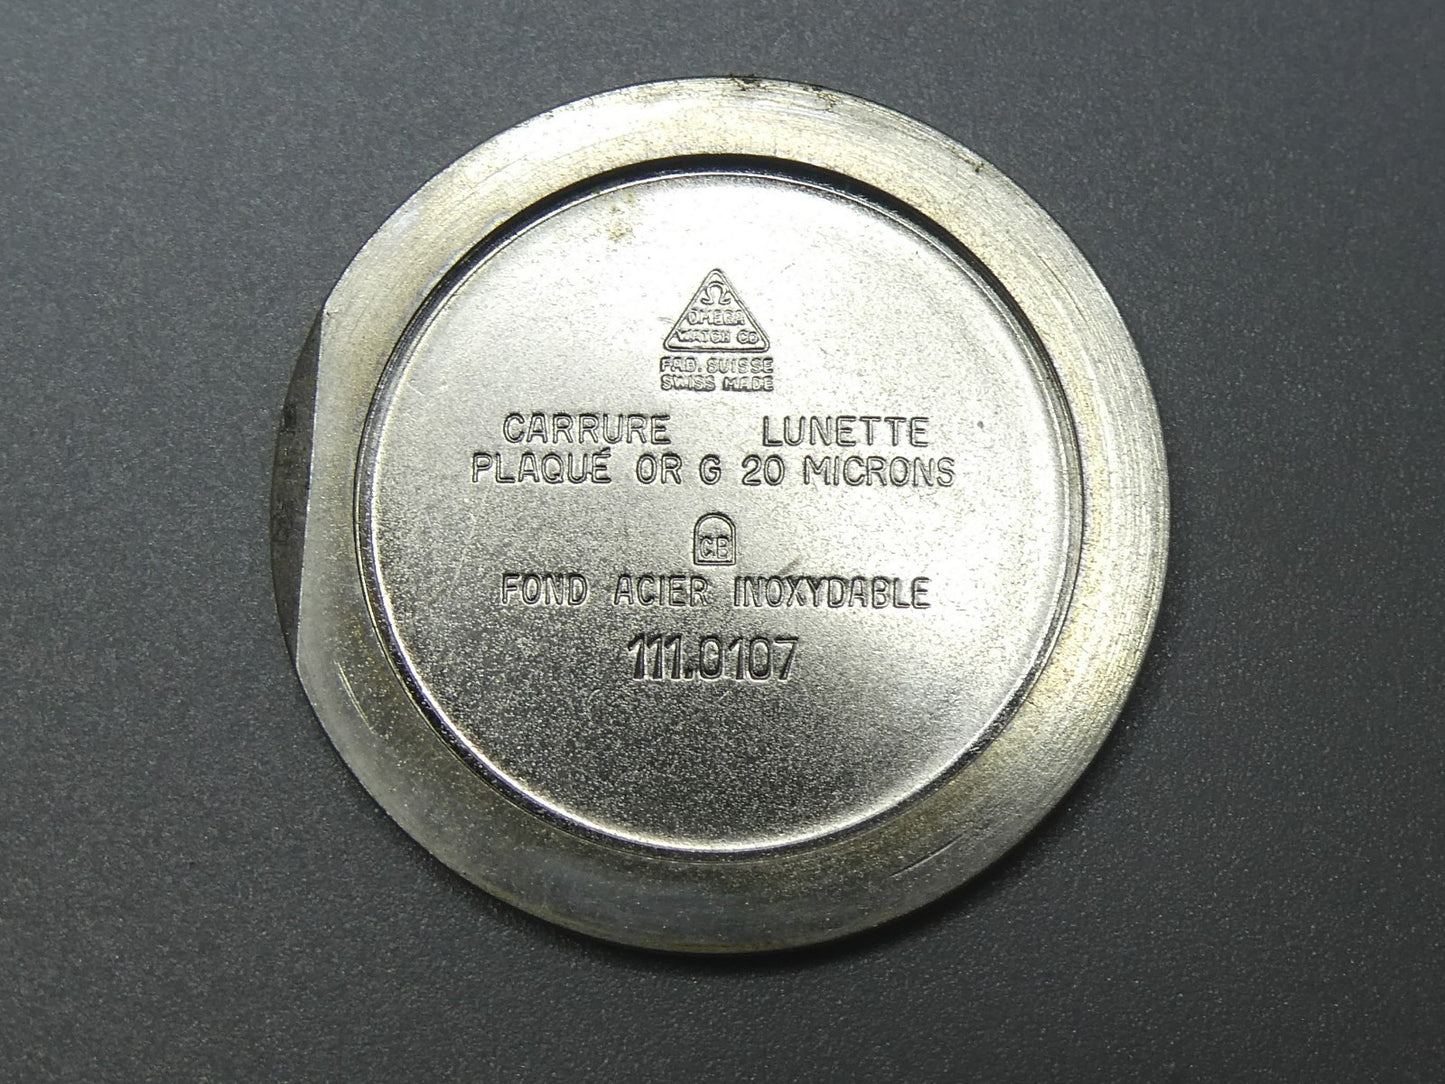 Ω
OMEGA
WATCH CO
FAB. SUISSE
SWISS MADE
CARRURE LUNETTE
PLAQUÉ OR G 20 MICRONS
CB
FOND ACIER INOXYDABLE
111.0107